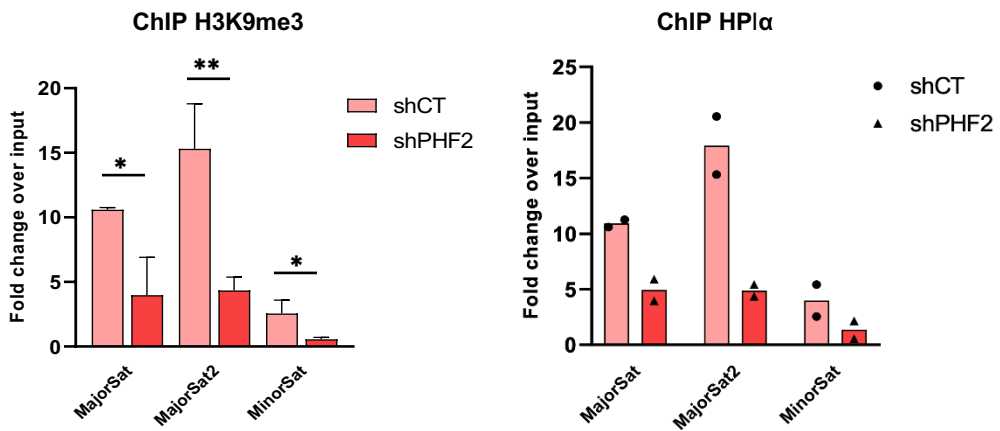 ChIP H3K9me3
Fold change over input
20
15
10
5
0
*
**
*
MajorSat
MajorSat2
MinorSat
shCT
shPHF2
ChIP HPlα
Fold change over input
25
20
15
10
5
0
MajorSat
MajorSat2
MinorSat
shCT
shPHF2